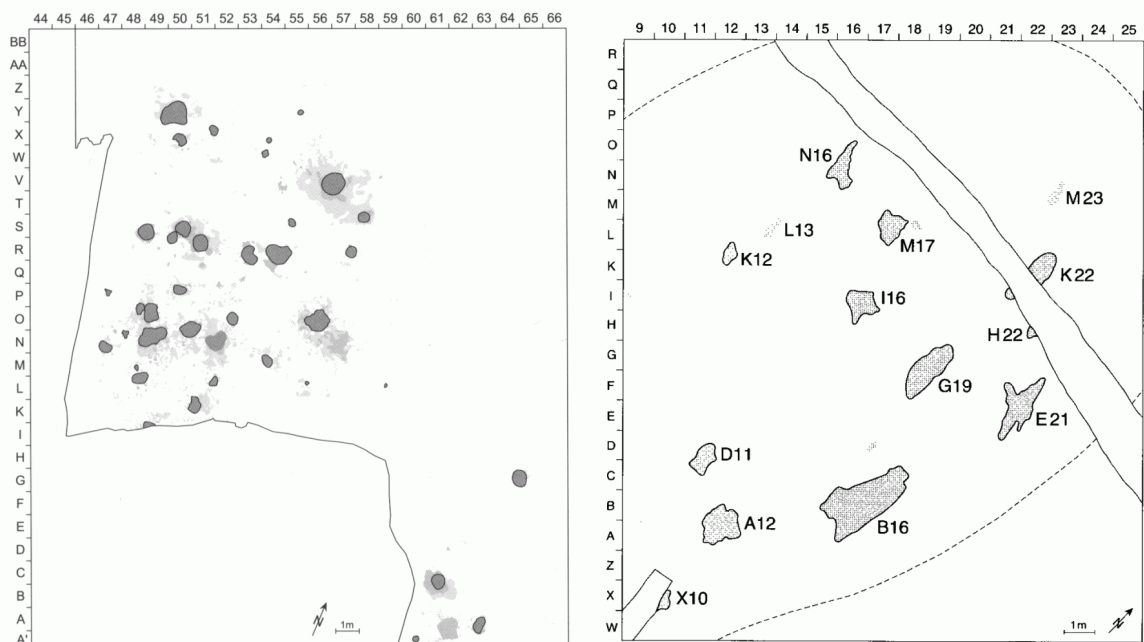 44 45 46 47 48 49 50 51 52 53 54 55 56 57 58 59 60 61 62 63 64 65 66
BB
AA
Z
Y
X
W
V
T
S
R
Q
P
O
N
M
L
K
I
H
G
F
E
D
C
B
A
A'
N
1m
9 10 11 12 13 14 15 16 17 18 19 20 21 22 23 24 25
R
Q
P
O
N
M
L
K
I
H
G
F
E
D
C
B
A
Z
X
W
N16
M23
L13
M17
K12
K22
I16
H22
G19
E21
D11
A12
B16
X10
N
1m